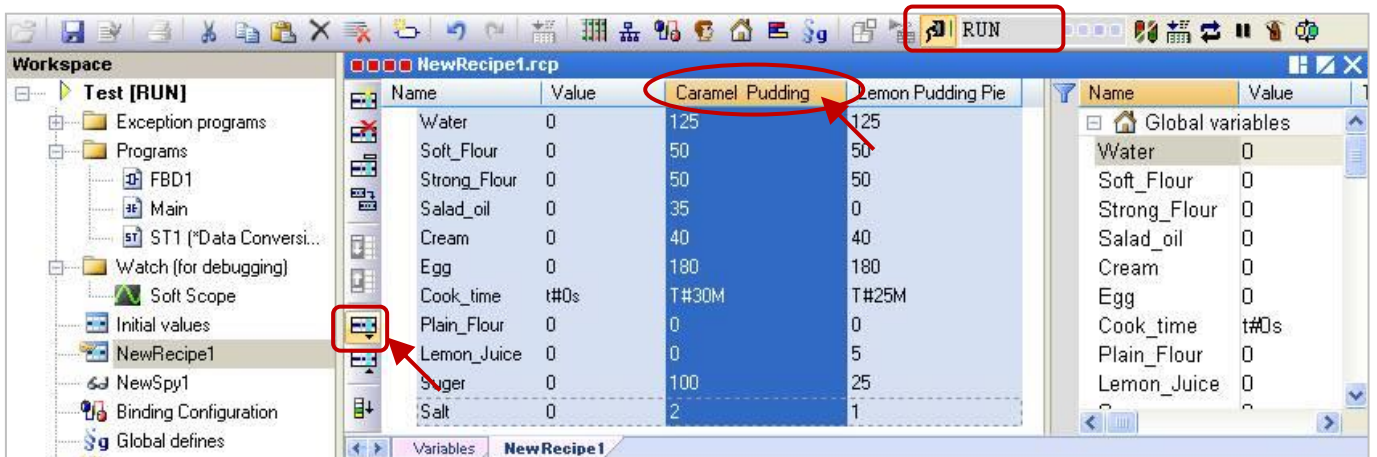 RUN
Workspace
Test [RUN]
Exception programs
Programs
FBD1
Main
ST1 (*Data Conversi...
Watch (for debugging)
Soft Scope
Initial values
NewRecipe1
NewSpy1
Binding Configuration
Global defines
NewRecipe1.rcp
Name Value Caramel Pudding Lemon Pudding Pie
Water 0 125 125
Soft_Flour 0 50 50
Strong_Flour 0 50 50
Salad_oil 0 35 0
Cream 0 40 40
Egg 0 180 180
Cook_time t#0s T#30M T#25M
Plain_Flour 0 0 0
Lemon_Juice 0 0 5
Suger 0 100 25
Salt 0 2 1
Variables NewRecipe1
Name Value
Global variables
Water 0
Soft_Flour 0
Strong_Flour 0
Salad_oil 0
Cream 0
Egg 0
Cook_time t#0s
Plain_Flour 0
Lemon_Juice 0